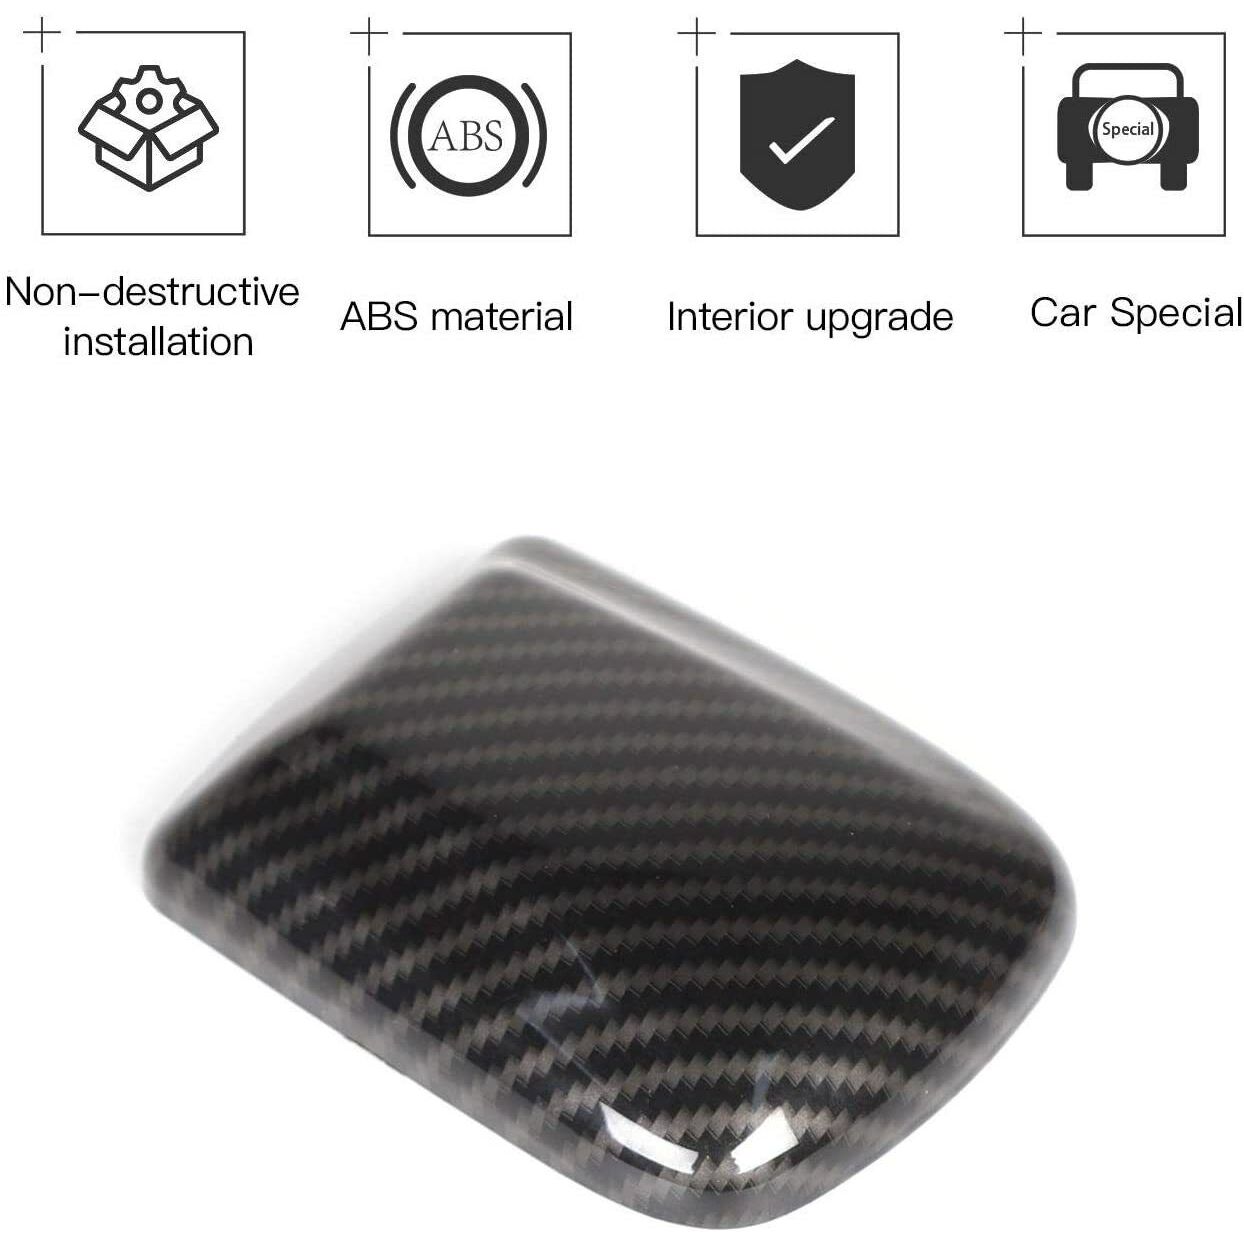 ABS
Special
Non-destructive
installation
ABS material
Interior upgrade
Car Special